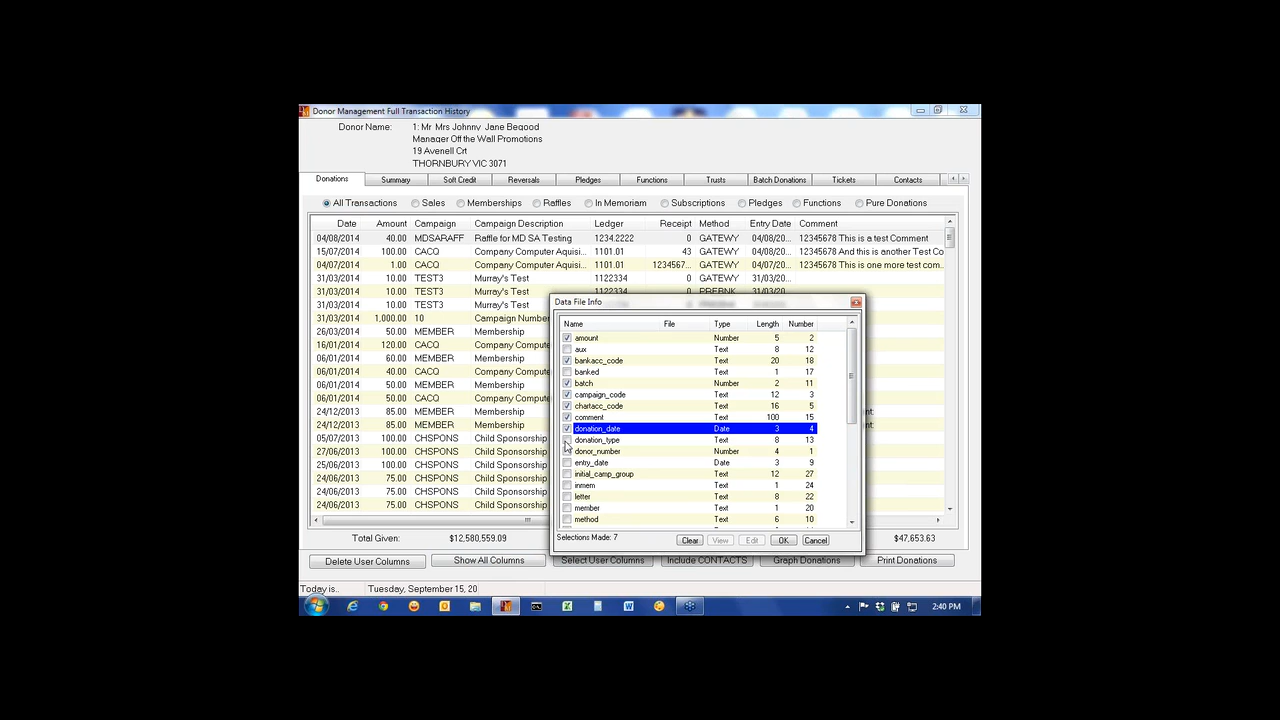 Donor Management Full Transaction History
Donor Name: 1: Mr Mrs Johnny Jane Begood
Manager Off the Wall Promotions
19 Avenell Crt
THORNBURY VIC 3071
Donations Summary Soft Credit Reversals Pledges Functions Trusts Batch Donations Tickets Contacts
All Transactions Sales Memberships Raffles In Memoriam Subscriptions Pledges Functions Pure Donations
Date Amount Campaign Campaign Description Ledger Receipt Method Entry Date Comment
04/08/2014 40.00 MDSARAFF Raffle for MD SA Testing 1234.2222 0 GATEWY 04/08/20... 12345678 This is a test Comment
15/07/2014 100.00 CACQ Company Computer Aquisi... 1101.01 43 GATEWY 04/08/20... 12345678 And this is another Test Co
04/07/2014 1.00 CACQ Company Computer Aquisi... 1101.01 1234567... GATEWY 04/07/20... 12345678 This is one more test com...
31/03/2014 10.00 TEST3 Murray's Test 1122334 0 GATEWY 31/03/20...
31/03/2014 10.00 TEST3 Murray's Test 1122334 0 PREBNK 31/03/20...
31/03/2014 10.00 TEST3 Murray's Test 1122334 0
31/03/2014 1,000.00 10 Campaign Number
26/03/2014 50.00 MEMBER Membership
16/01/2014 120.00 CACQ Company Compute
06/01/2014 60.00 MEMBER Membership
06/01/2014 40.00 CACQ Company Compute
06/01/2014 50.00 MEMBER Membership
06/01/2014 50.00 CACQ Company Compute
24/12/2013 85.00 MEMBER Membership
24/12/2013 85.00 MEMBER Membership
05/07/2013 100.00 CHSPONS Child Sponsorship
27/06/2013 100.00 CHSPONS Child Sponsorship
25/06/2013 100.00 CHSPONS Child Sponsorship
24/06/2013 75.00 CHSPONS Child Sponsorship
24/06/2013 75.00 CHSPONS Child Sponsorship
24/06/2013 75.00 CHSPONS Child Sponsorship
Data File Info
Name File Type Length Number
amount Number 5 2
aux Text 8 12
bankacc_code Text 20 18
banked Text 1 17
batch Number 2 11
campaign_code Text 12 3
chartacc_code Text 16 5
comment Text 100 15
donation_date Date 3 4
donation_type Text 8 13
donor_number Number 4 1
entry_date Date 3 9
initial_camp_group Text 12 27
inmem Text 1 24
letter Text 8 22
member Text 1 20
method Text 6 10
Selections Made: 7
Clear View Edit OK Cancel
Total Given: $12,580,559.09 $47,653.63
Delete User Columns Show All Columns Select User Columns Include CONTACTS Graph Donations Print Donations
Today is.. Tuesday, September 15, 20
2:40 PM